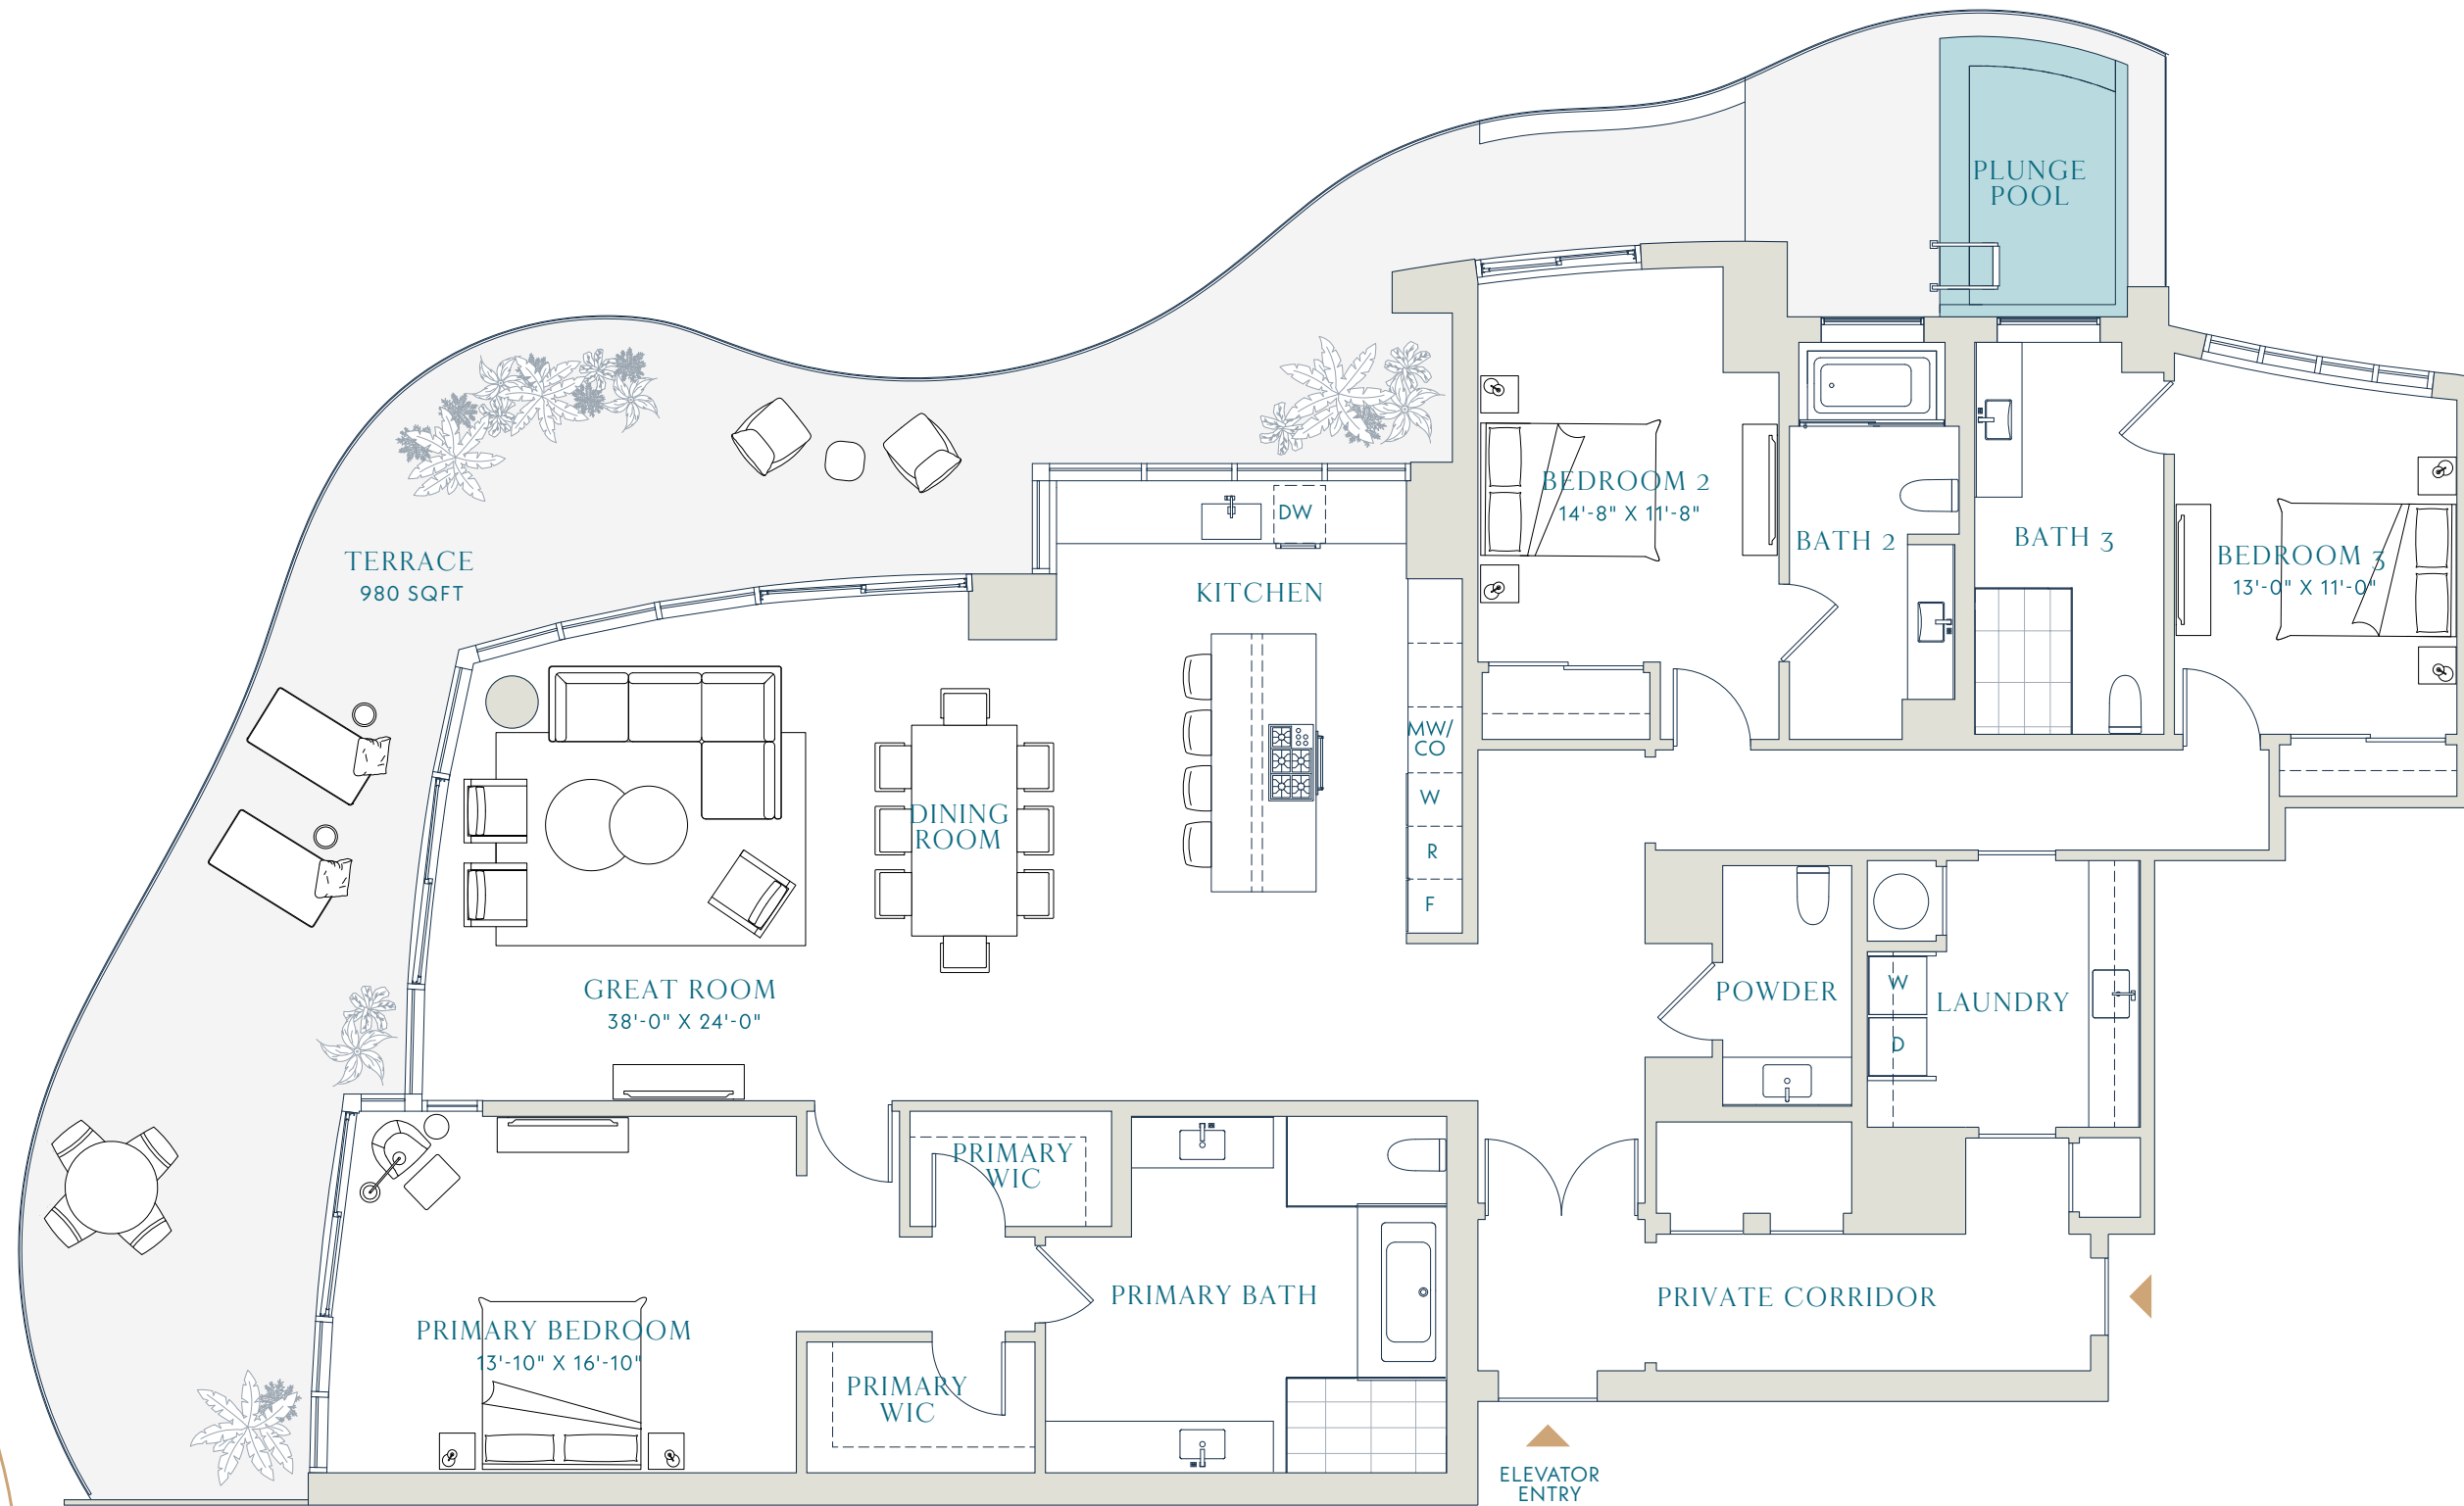 PLUNGE
POOL
TERRACE
980 SQFT
DW
KITCHEN
BEDROOM 2
14'-8" X 11'-8"
BATH 2
BATH 3
BEDROOM 3
13'-0" X 11'-0"
MW/
CO
W
R
F
DINING
ROOM
GREAT ROOM
38'-0" X 24'-0"
POWDER
W
D
LAUNDRY
PRIMARY
WIC
PRIMARY BATH
PRIVATE CORRIDOR
PRIMARY BEDROOM
13'-10" X 16'-10"
PRIMARY
WIC
ELEVATOR
ENTRY